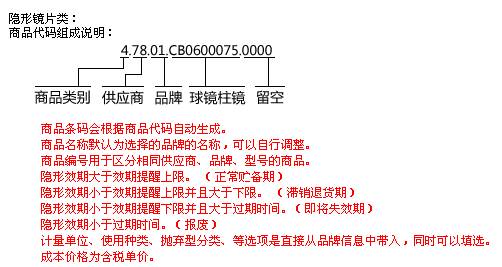 隐形镜片类：
商品代码组成说明：
4.78.01.CB0600075.0000
商品类别 供应商 品牌 球镜柱镜 留空
商品条码会根据商品代码自动生成。
商品名称默认为选择的品牌的名称，可以自行调整。
商品编号用于区分相同供应商、品牌、型号的商品。
隐形效期大于效期提醒上限。（正常贮备期）
隐形效期小于效期提醒上限并且大于下限。（滞销退货期）
隐形效期小于效期提醒下限并且大于过期时间。（即将失效期）
隐形效期小于过期时间。（报废）
计量单位、使用种类、抛弃型分类、等选项是直接从品牌信息中带入，同时可以填选。
成本价格为含税单价。